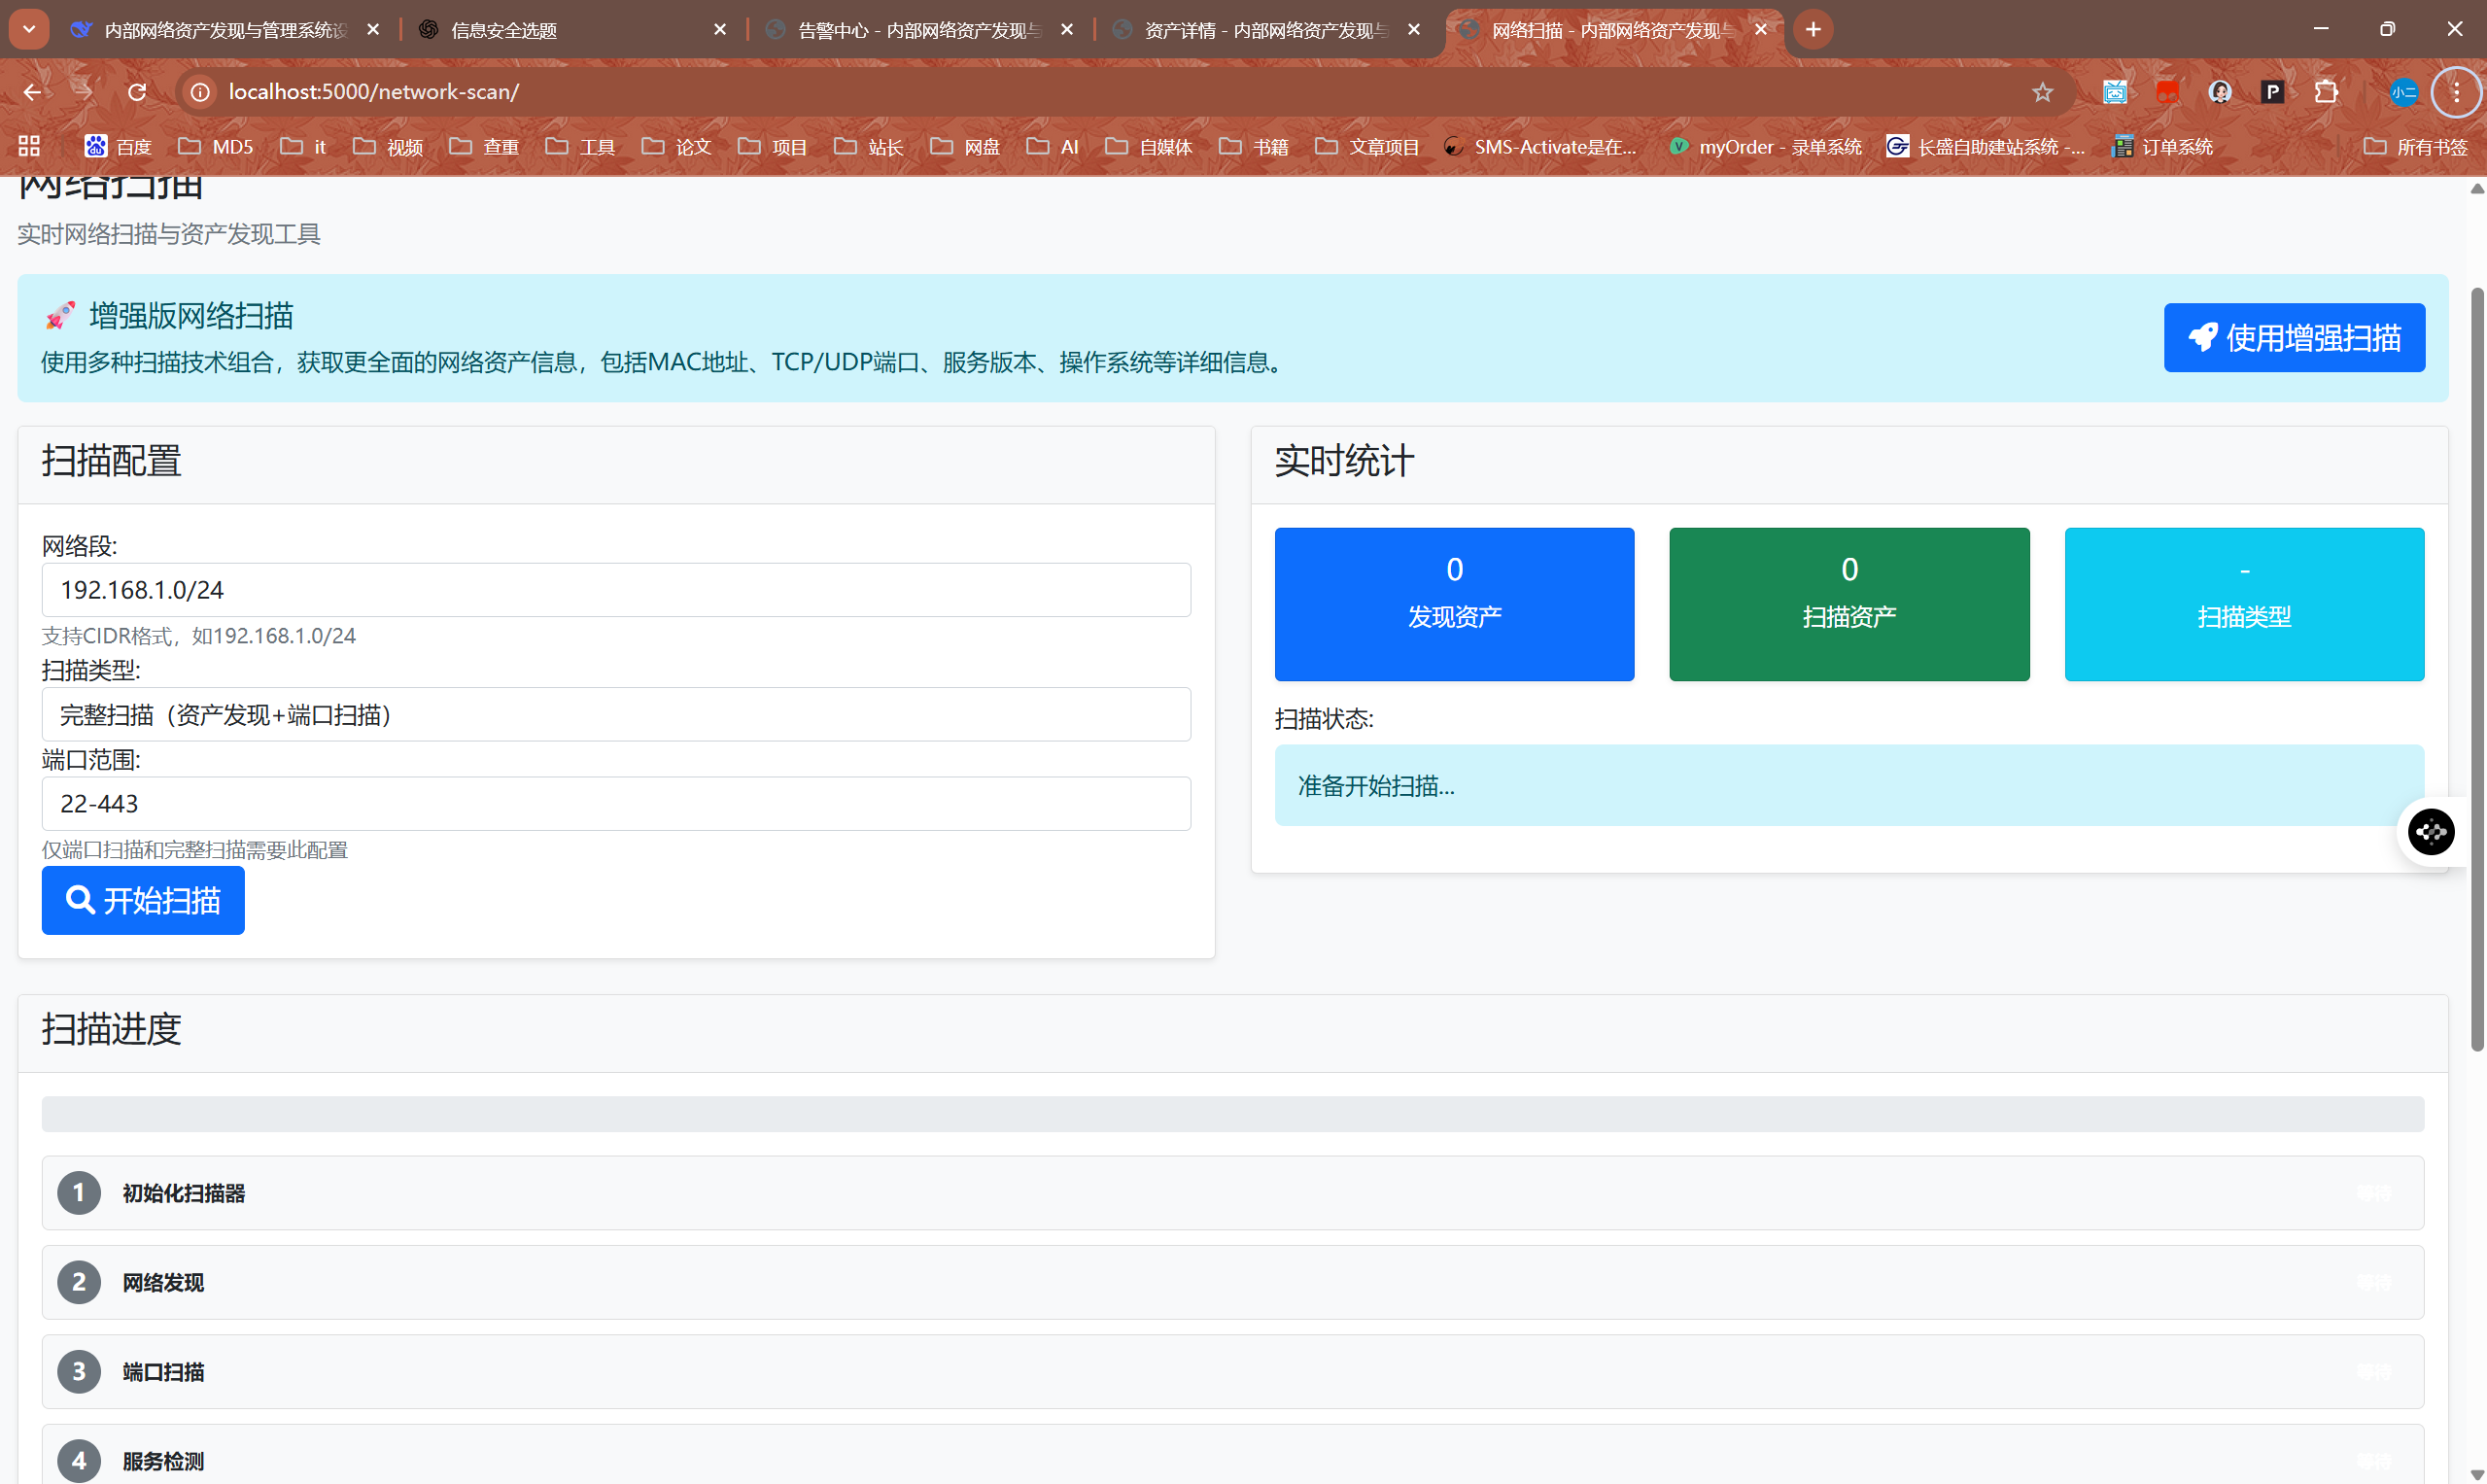 内部网络资产发现与管理系统设
信息安全选题
告警中心 - 内部网络资产发现与
资产详情 - 内部网络资产发现与
网络扫描 - 内部网络资产发现与
localhost:5000/network-scan/
小二
百度
MD5
it
视频
查重
工具
论文
项目
站长
网盘
AI
自媒体
书籍
文章项目
SMS-Activate是在...
myOrder - 录单系统
长盛自助建站系统 -...
订单系统
所有书签
网络扫描
实时网络扫描与资产发现工具
增强版网络扫描
使用多种扫描技术组合，获取更全面的网络资产信息，包括MAC地址、TCP/UDP端口、服务版本、操作系统等详细信息。
使用增强扫描
扫描配置
网络段:
192.168.1.0/24
支持CIDR格式，如192.168.1.0/24
扫描类型:
完整扫描（资产发现+端口扫描）
端口范围:
22-443
仅端口扫描和完整扫描需要此配置
开始扫描
实时统计
0
发现资产
0
扫描资产
-
扫描类型
扫描状态:
准备开始扫描...
扫描进度
1 初始化扫描器 等待
2 网络发现 等待
3 端口扫描 等待
4 服务检测